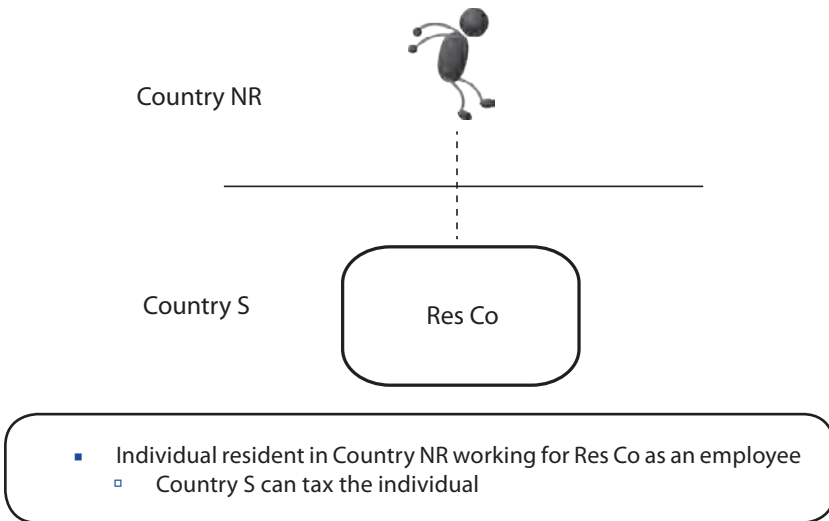 Country NR
Country S
Res Co
▪ Individual resident in Country NR working for Res Co as an employee
▫ Country S can tax the individual